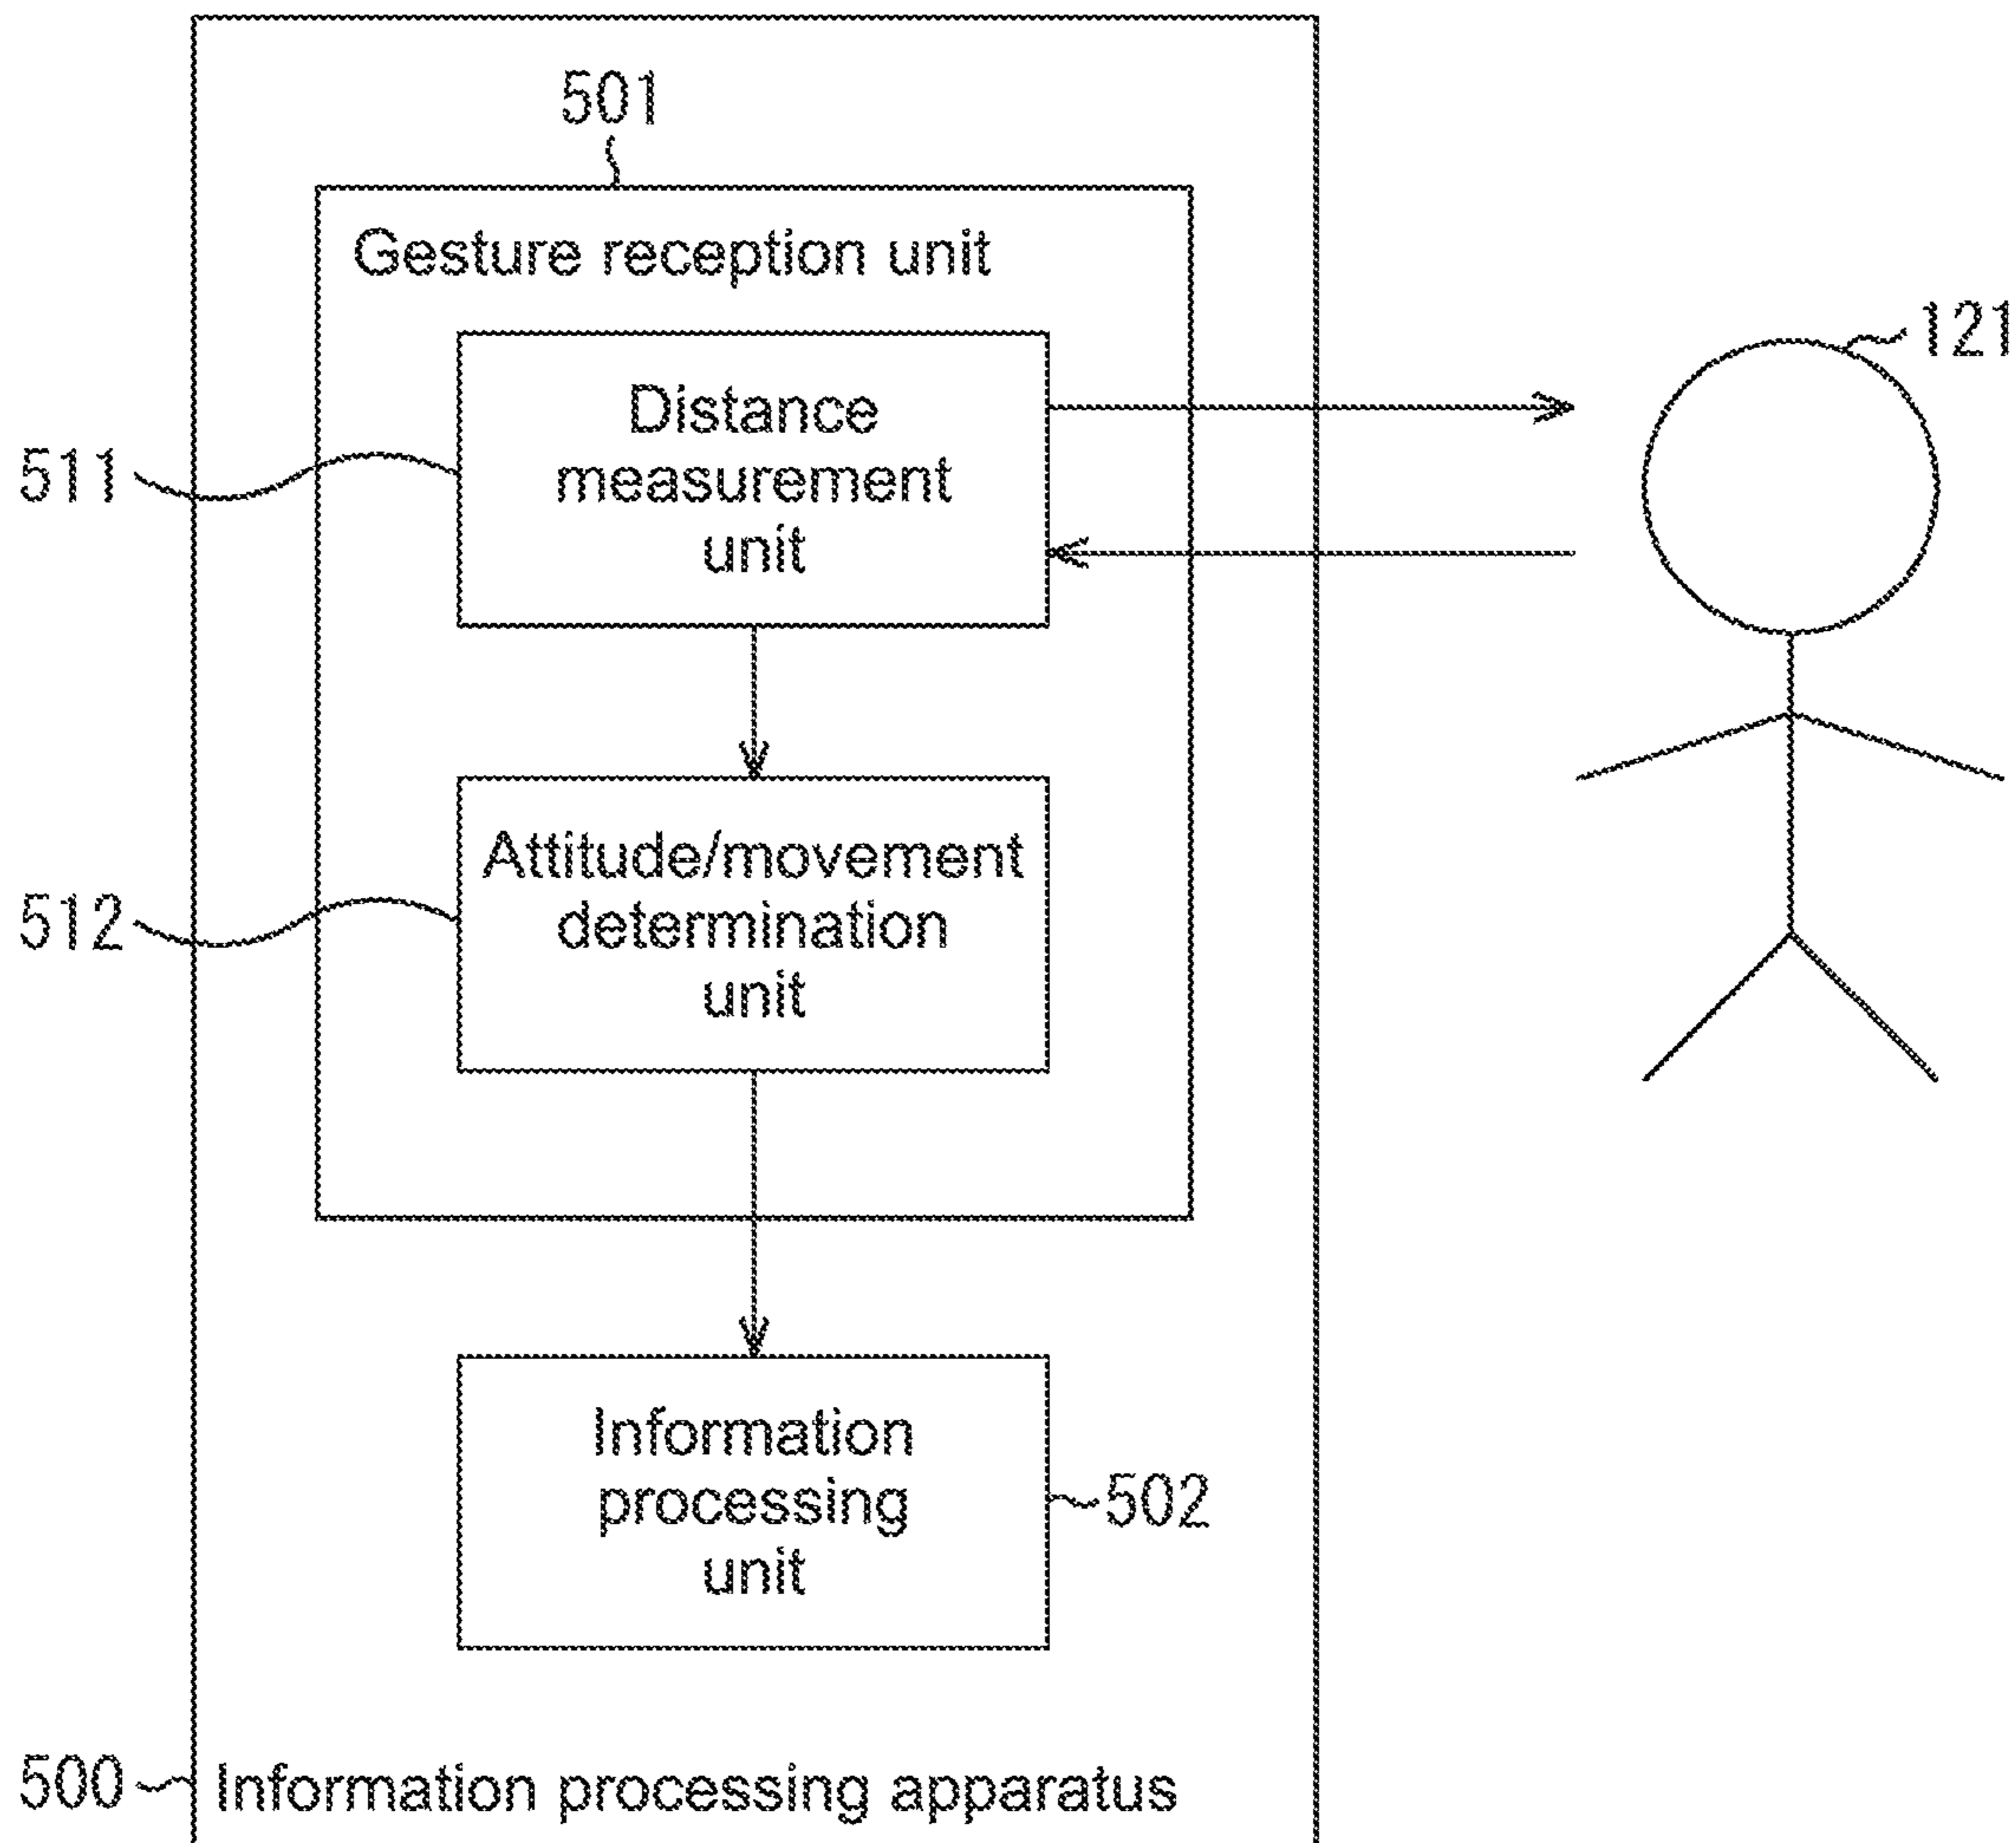 501
Gesture reception unit
121
Distance
measurement
unit
511
Attitude/movement
determination
unit
512
Information
processing
unit
502
500
Information processing apparatus